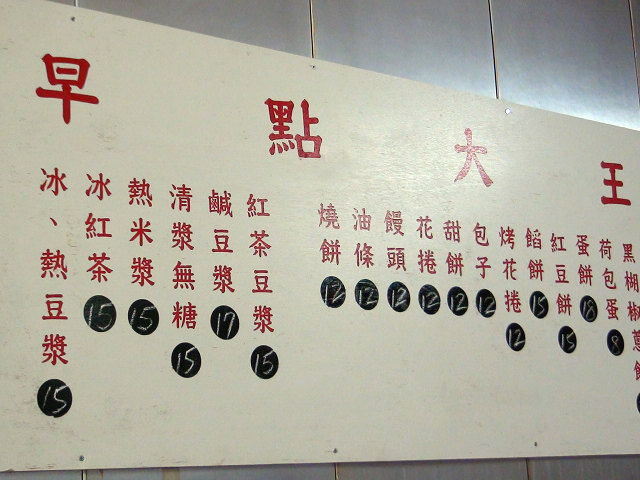 早點大王
冰、熱豆漿 15
冰紅茶 15
熱米漿 15
清漿無糖 15
鹹豆漿 17
紅茶豆漿 15
燒餅 12
油條 12
饅頭 12
花捲 12
甜餅 12
包子 12
烤花捲 12
餡餅 15
紅豆餅 15
蛋餅 18
荷包蛋 8
黑椒